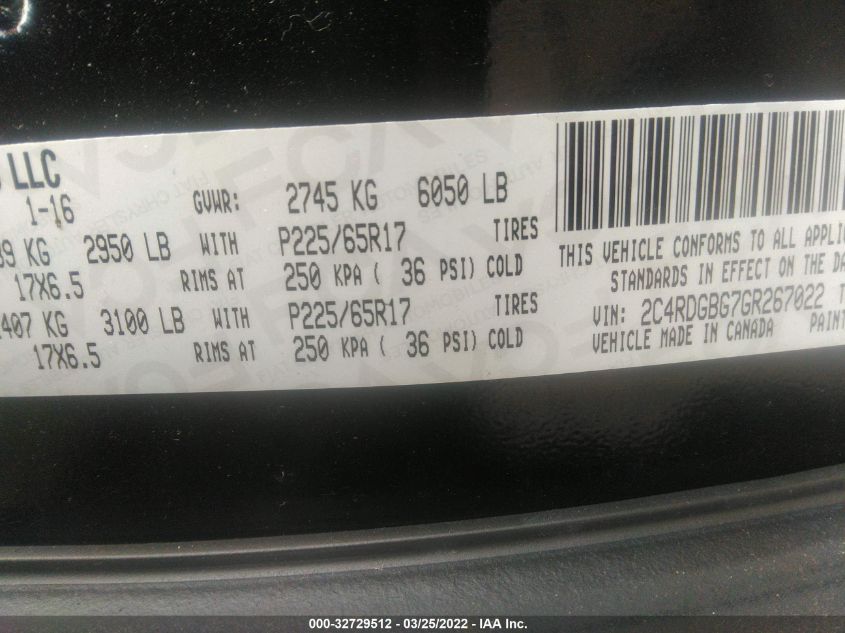 LLC
1-16 GVWR: 2745 KG 6050 LB
KG 2950 LB WITH P225/65R17 TIRES
17X6.5 RIMS AT 250 KPA ( 36 PSI) COLD
407 KG 3100 LB WITH P225/65R17 TIRES
17X6.5 RIMS AT 250 KPA ( 36 PSI) COLD
THIS VEHICLE CONFORMS TO ALL APPLIC
STANDARDS IN EFFECT ON THE DA
VIN: 2C4RDGBG7GR267022 T
VEHICLE MADE IN CANADA PAINT
000-32729512 - 03/25/2022 - IAA Inc.